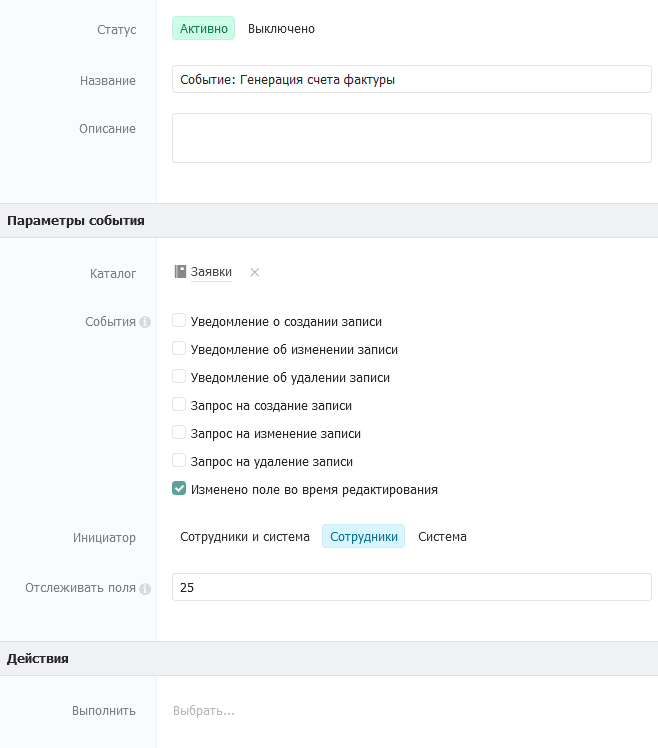 Статус Активно Выключено
Название Событие: Генерация счета фактуры
Описание
Параметры события
Каталог Заявки
События
Уведомление о создании записи
Уведомление об изменении записи
Уведомление об удалении записи
Запрос на создание записи
Запрос на изменение записи
Запрос на удаление записи
Изменено поле во время редактирования
Инициатор Сотрудники и система Сотрудники Система
Отслеживать поля 25
Действия
Выполнить Выбрать...